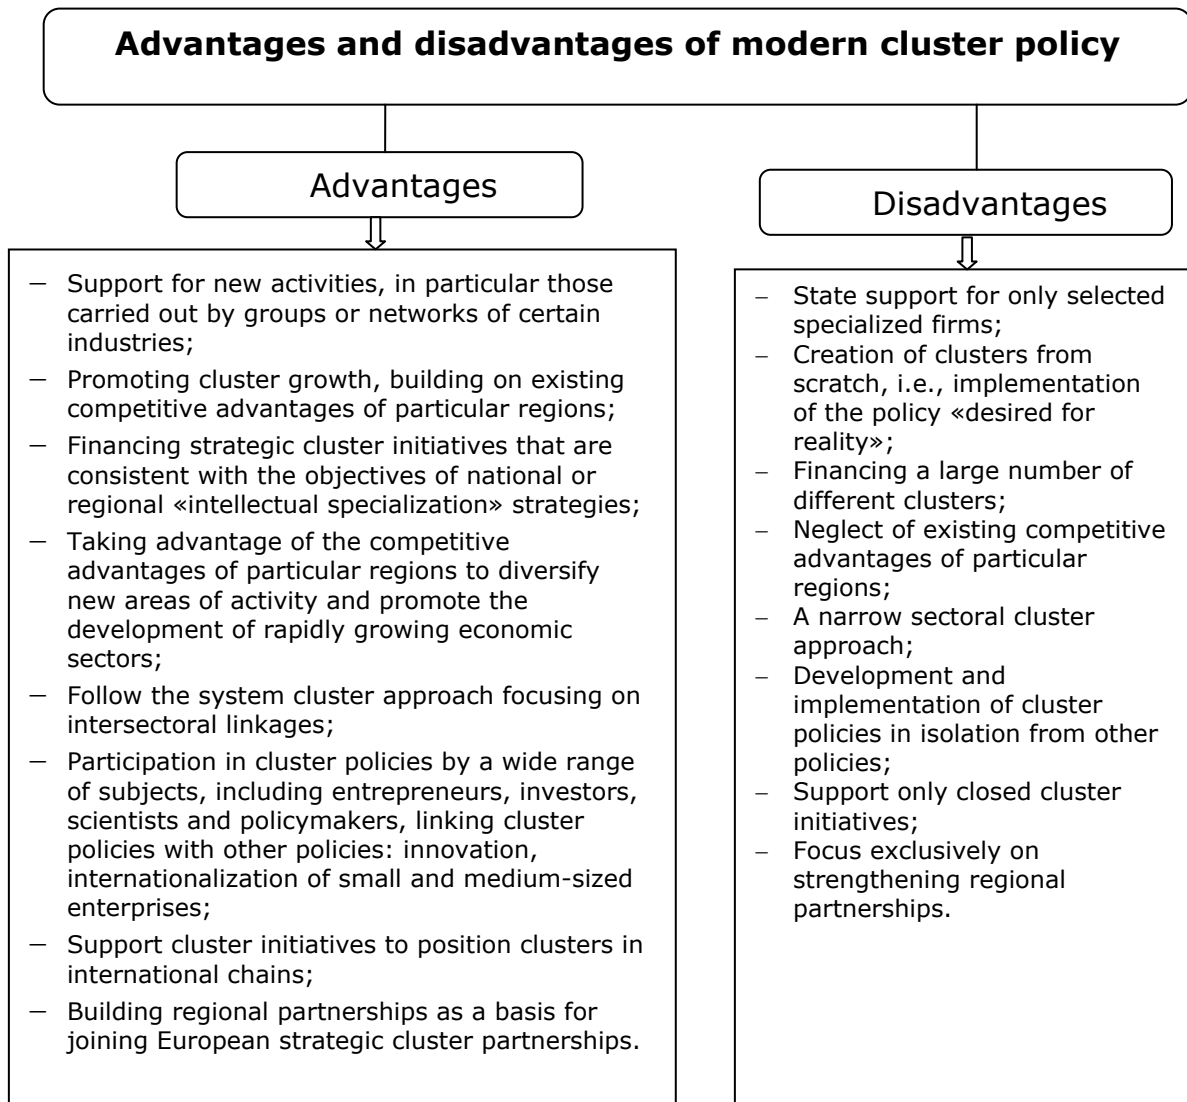 Advantages and disadvantages of modern cluster policy
Advantages
— Support for new activities, in particular those
carried out by groups or networks of certain
industries;
— Promoting cluster growth, building on existing
competitive advantages of particular regions;
— Financing strategic cluster initiatives that are
consistent with the objectives of national or
regional «intellectual specialization» strategies;
— Taking advantage of the competitive
advantages of particular regions to diversify
new areas of activity and promote the
development of rapidly growing economic
sectors;
— Follow the system cluster approach focusing on
intersectoral linkages;
— Participation in cluster policies by a wide range
of subjects, including entrepreneurs, investors,
scientists and policymakers, linking cluster
policies with other policies: innovation,
internationalization of small and medium-sized
enterprises;
— Support cluster initiatives to position clusters in
international chains;
— Building regional partnerships as a basis for
joining European strategic cluster partnerships.
Disadvantages
– State support for only selected
specialized firms;
– Creation of clusters from
scratch, i.e., implementation
of the policy «desired for
reality»;
– Financing a large number of
different clusters;
– Neglect of existing competitive
advantages of particular
regions;
– A narrow sectoral cluster
approach;
– Development and
implementation of cluster
policies in isolation from other
policies;
– Support only closed cluster
initiatives;
– Focus exclusively on
strengthening regional
partnerships.